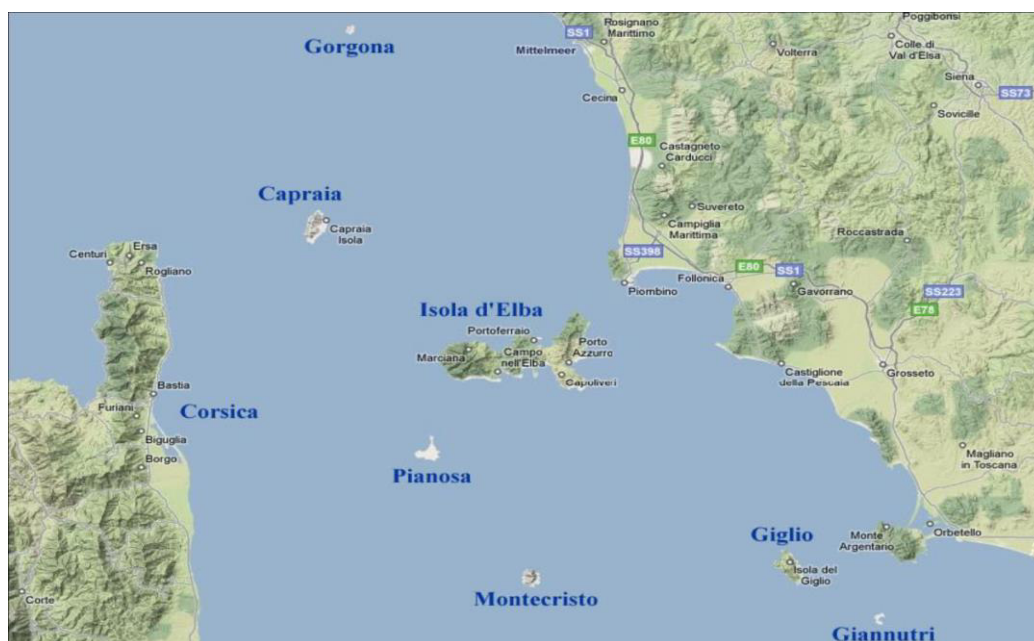 Gorgona
SS1
Rosignano
Marittimo
Mittelmeer
Poggibonsi
Colle di
Val d'Elsa
Volterra
Siena
SS73
Cecina
Sovicille
E80
Castagneto
Carducci
Capraia
Capraia
Isola
Suvereto
Campiglia
Marittima
Roccastrada
SS398
E80
SS1
Centuri
Ersa
Rogliano
Piombino
Follonica
Gavorrano
SS223
E78
Isola d'Elba
Portoferraio
Marciana
Campo
nell'Elba
Porto
Azzurro
Capoliveri
Castiglione
della Pescaia
Grosseto
Bastia
Furiani
Corsica
Biguglia
Borgo
Pianosa
Magliano
in Toscana
Giglio
Monte
Argentario
Orbetello
Isola del
Giglio
Montecristo
Corte
Giannutri